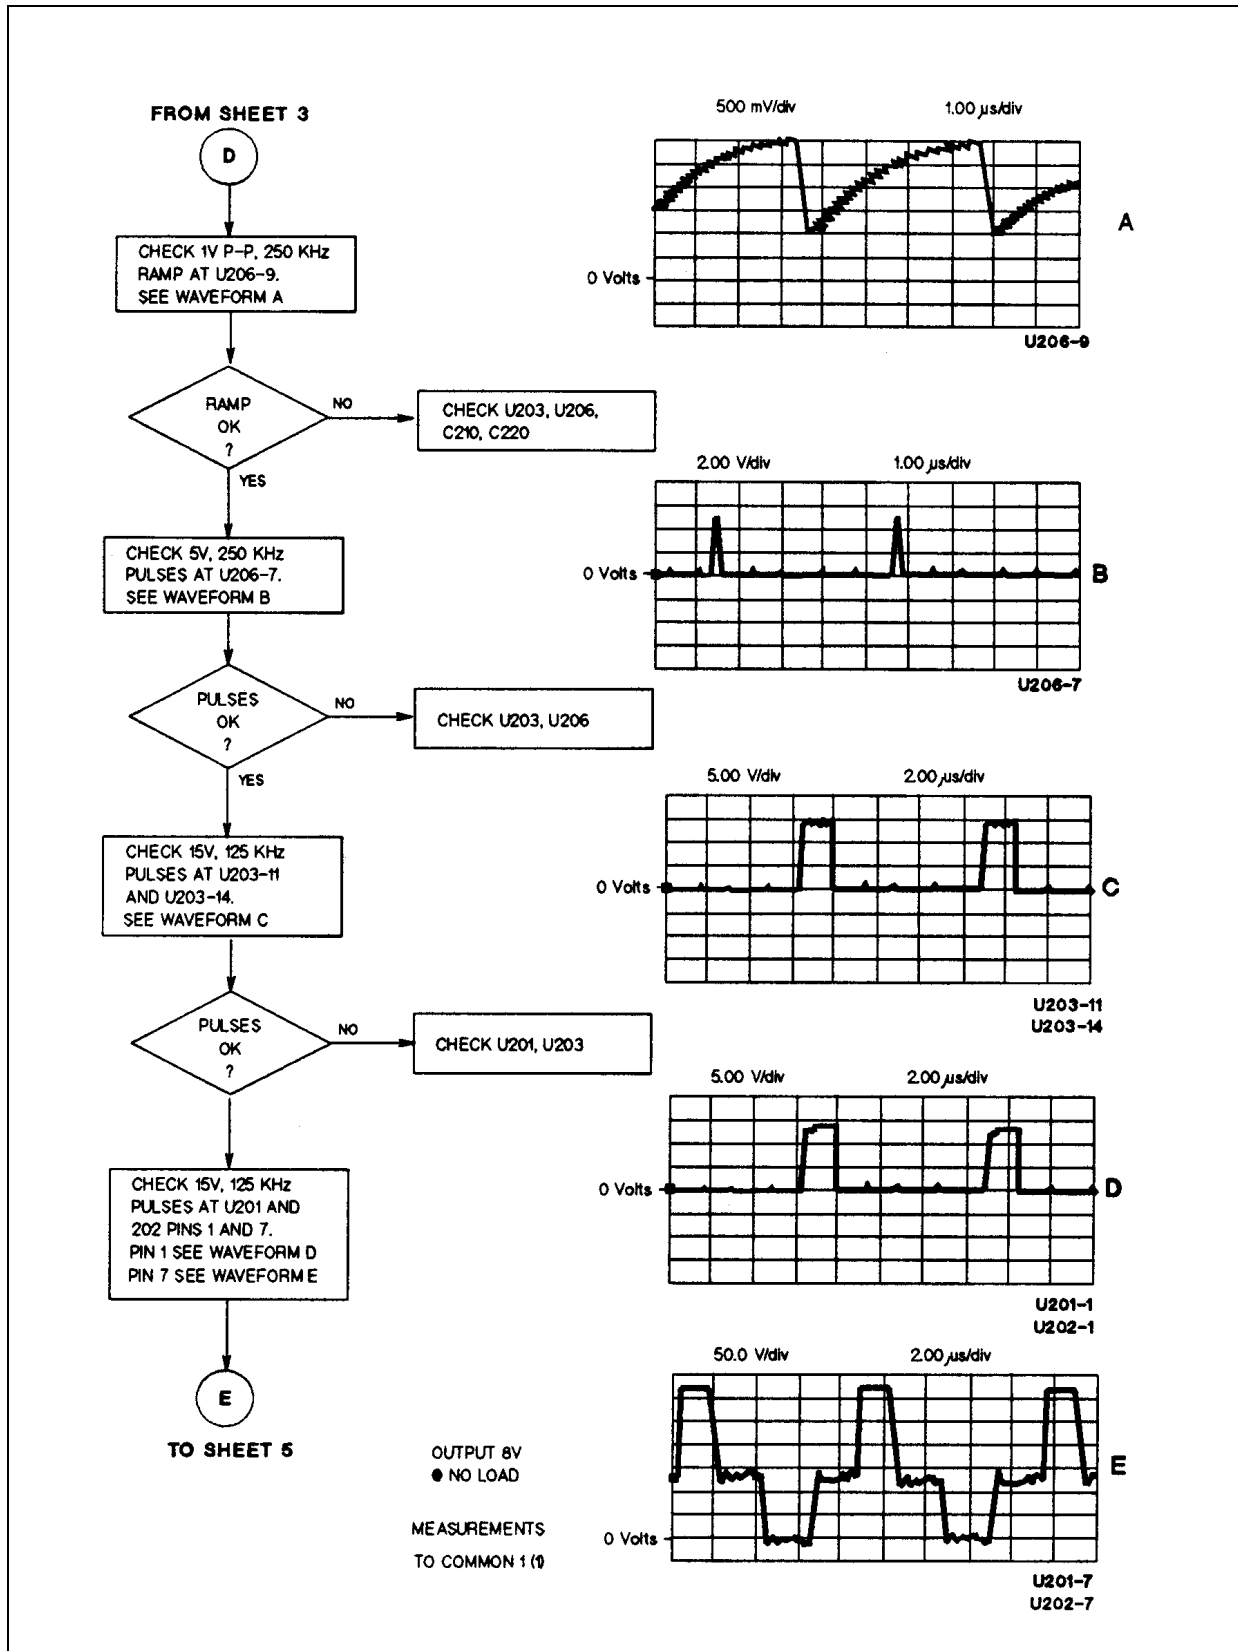 FROM SHEET 3
D
CHECK 1V P-P, 250 KHz
RAMP AT U206-9.
SEE WAVEFORM A
RAMP
OK
?
NO
YES
CHECK U203, U206,
C210, C220
CHECK 5V, 250 KHz
PULSES AT U206-7.
SEE WAVEFORM B
PULSES
OK
?
NO
YES
CHECK U203, U206
CHECK 15V, 125 KHz
PULSES AT U203-11
AND U203-14.
SEE WAVEFORM C
PULSES
OK
?
NO
CHECK U201, U203
CHECK 15V, 125 KHz
PULSES AT U201 AND
202 PINS 1 AND 7.
PIN 1 SEE WAVEFORM D
PIN 7 SEE WAVEFORM E
E
TO SHEET 5
OUTPUT 8V
● NO LOAD
MEASUREMENTS
TO COMMON 1 (1)
500 mV/div 1.00 µs/div
0 Volts
A
U206-9
2.00 V/div 1.00 µs/div
0 Volts
B
U206-7
5.00 V/div 2.00 µs/div
0 Volts
C
U203-11
U203-14
5.00 V/div 2.00 µs/div
0 Volts
D
U201-1
U202-1
50.0 V/div 2.00 µs/div
0 Volts
E
U201-7
U202-7